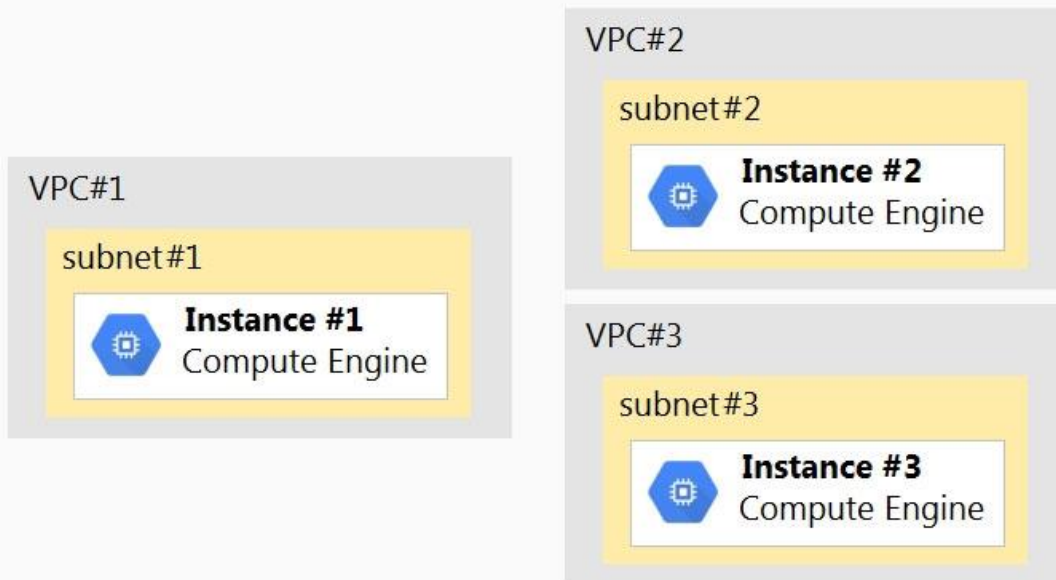 VPC#1
subnet#1
Instance #1
Compute Engine
VPC#2
subnet#2
Instance #2
Compute Engine
VPC#3
subnet#3
Instance #3
Compute Engine